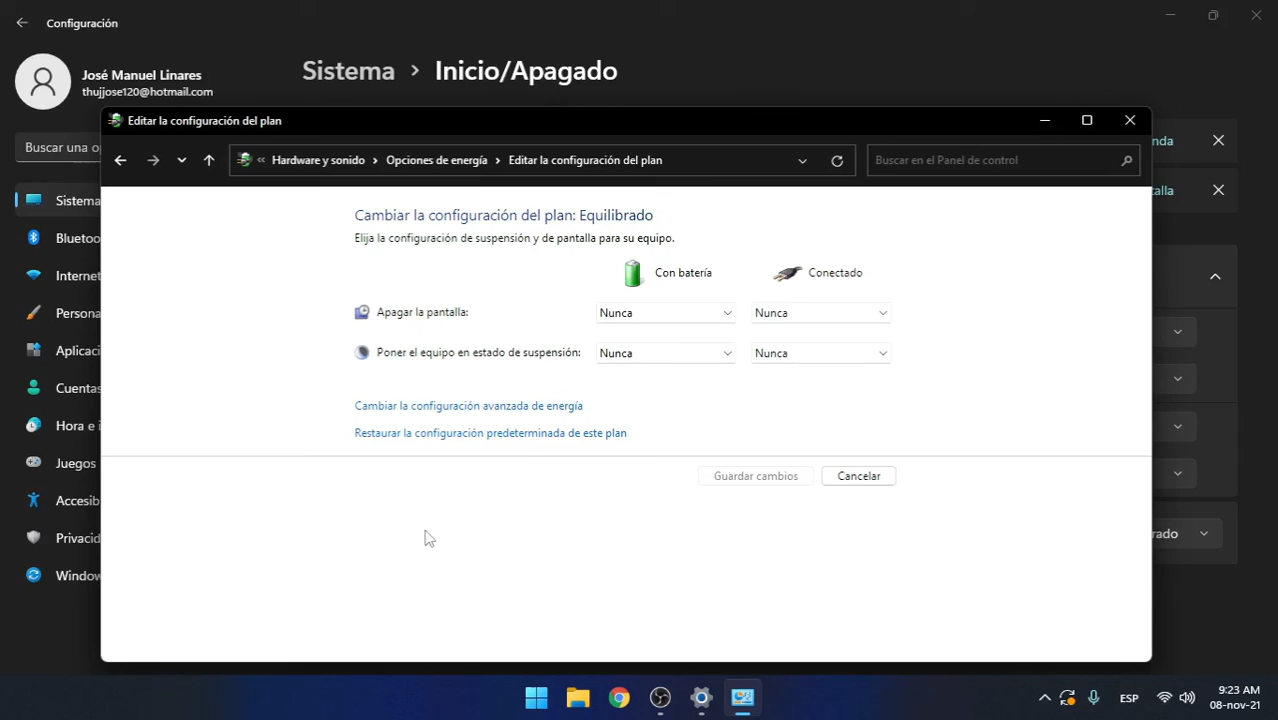 Configuración
José Manuel Linares
thujjose120@hotmail.com
Sistema > Inicio/Apagado
Buscar una o
nda
talla
Editar la configuración del plan
« Hardware y sonido > Opciones de energía > Editar la configuración del plan
Buscar en el Panel de control
Sistema
Bluetoo
Internet
Persona
Aplicaci
Cuentas
Hora e i
Juegos
Accesib
Privacid
Window
Cambiar la configuración del plan: Equilibrado
Elija la configuración de suspensión y de pantalla para su equipo.
Con batería Conectado
Apagar la pantalla: Nunca Nunca
Poner el equipo en estado de suspensión: Nunca Nunca
Cambiar la configuración avanzada de energía
Restaurar la configuración predeterminada de este plan
Guardar cambios Cancelar
rado
ESP
9:23 AM
08-nov-21